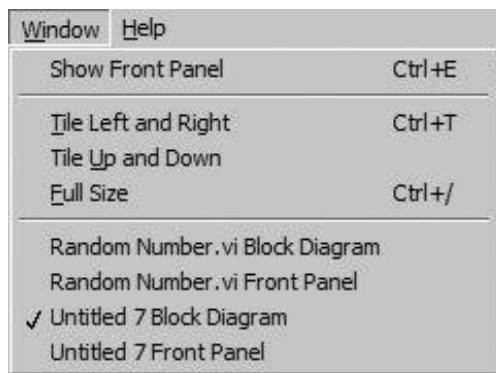 Window Help
Show Front Panel Ctrl+E
Tile Left and Right Ctrl+T
Tile Up and Down
Full Size Ctrl+/
Random Number.vi Block Diagram
Random Number.vi Front Panel
✓ Untitled 7 Block Diagram
Untitled 7 Front Panel